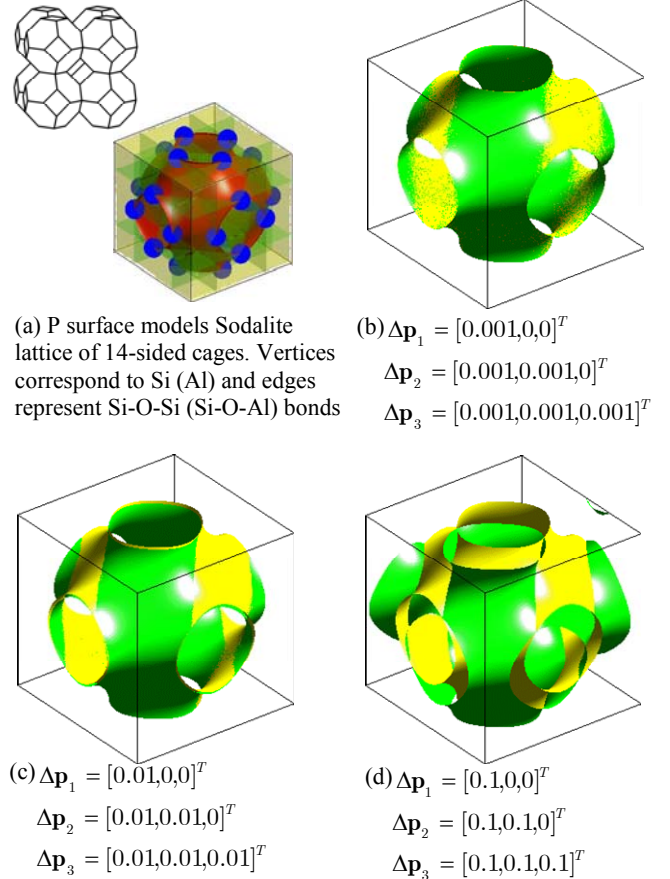 (a) P surface models Sodalite
lattice of 14-sided cages. Vertices
correspond to Si (Al) and edges
represent Si-O-Si (Si-O-Al) bonds
(b) Δp₁ = [0.001,0,0]ᵀ
Δp₂ = [0.001,0.001,0]ᵀ
Δp₃ = [0.001,0.001,0.001]ᵀ
(c) Δp₁ = [0.01,0,0]ᵀ
Δp₂ = [0.01,0.01,0]ᵀ
Δp₃ = [0.01,0.01,0.01]ᵀ
(d) Δp₁ = [0.1,0,0]ᵀ
Δp₂ = [0.1,0.1,0]ᵀ
Δp₃ = [0.1,0.1,0.1]ᵀ